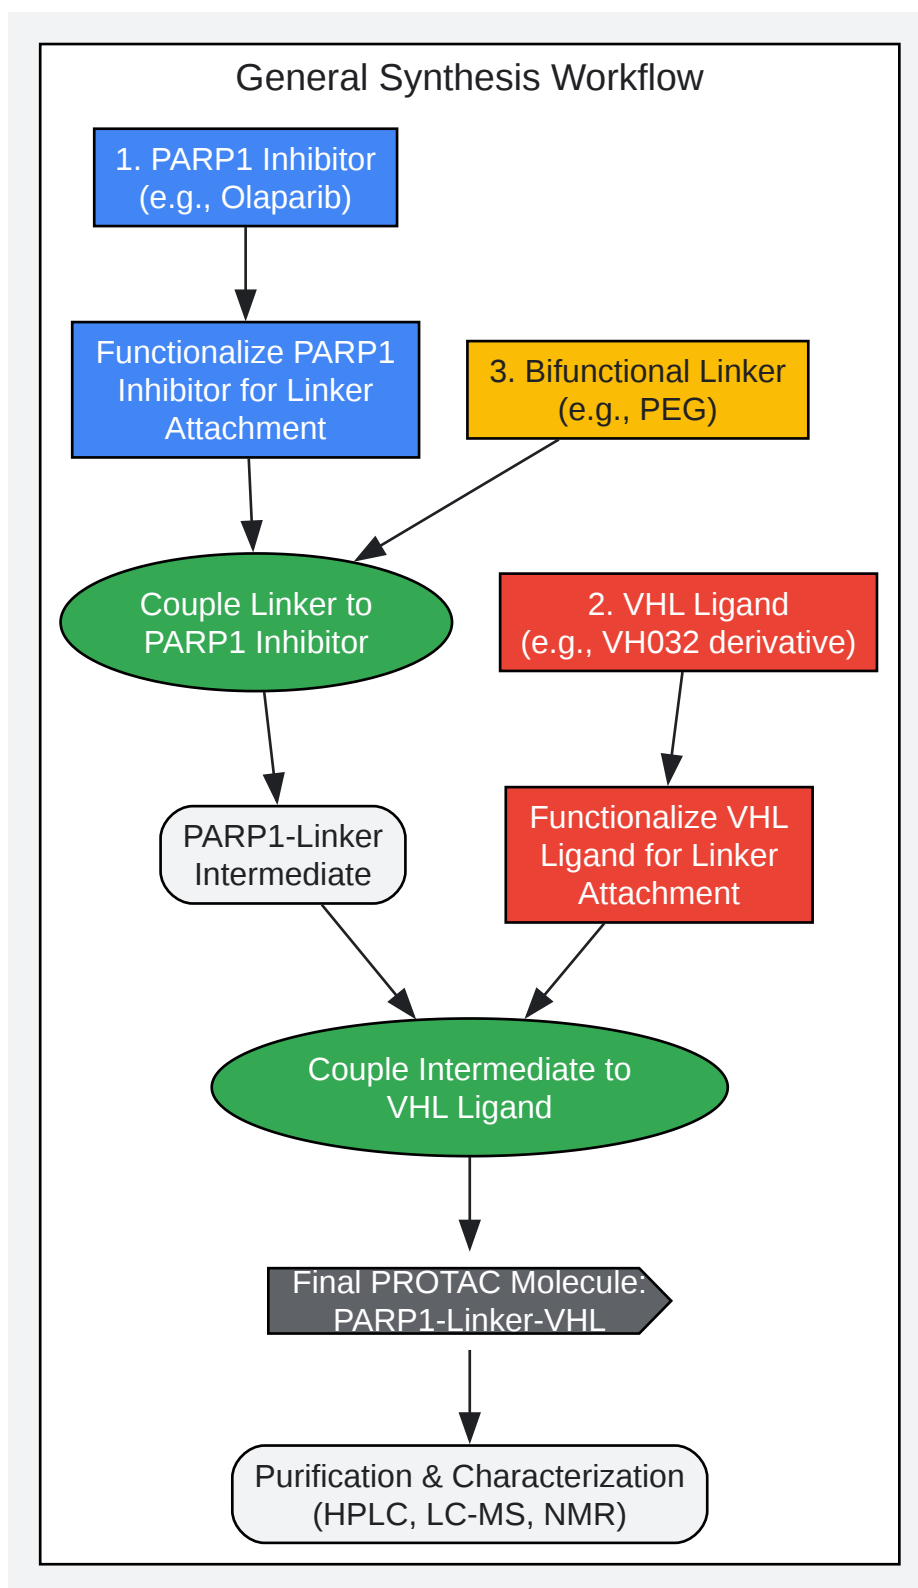 General Synthesis Workflow
1. PARP1 Inhibitor
(e.g., Olaparib)
Functionalize PARP1
Inhibitor for Linker
Attachment
3. Bifunctional Linker
(e.g., PEG)
Couple Linker to
PARP1 Inhibitor
2. VHL Ligand
(e.g., VH032 derivative)
PARP1-Linker
Intermediate
Functionalize VHL
Ligand for Linker
Attachment
Couple Intermediate to
VHL Ligand
Final PROTAC Molecule:
PARP1-Linker-VHL
Purification & Characterization
(HPLC, LC-MS, NMR)